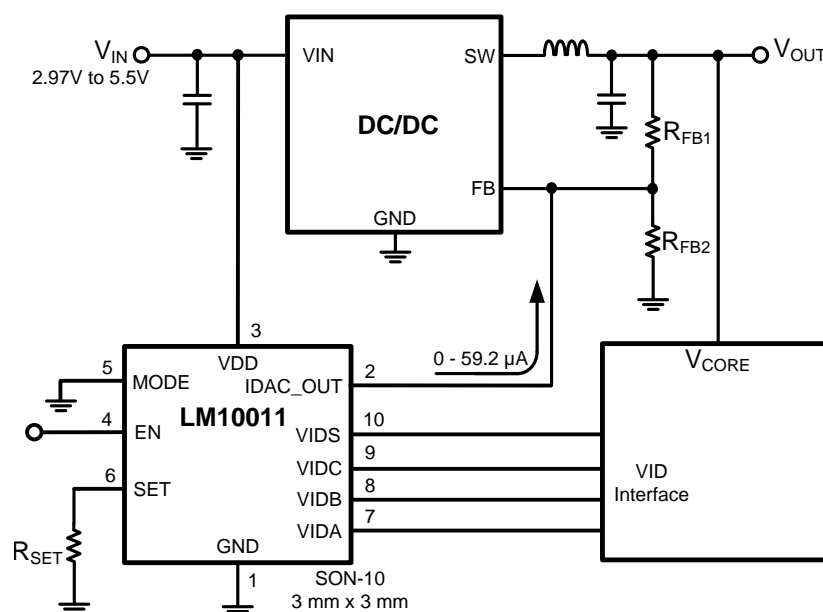 VIN
2.97V to 5.5V
VIN
SW
VOUT
DC/DC
RFB1
FB
GND
RFB2
3
0 - 59.2 µA
5
MODE
VDD
2
VCORE
IDAC_OUT
LM10011
4
EN
VIDS
10
6
SET
VIDC
9
VID
Interface
VIDB
8
VIDA
7
RSET
GND
1
SON-10
3 mm x 3 mm